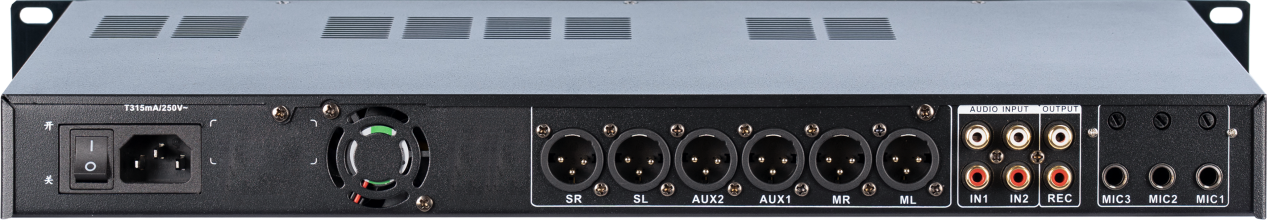 T315mA/250V~
开
关
I
O
SR SL AUX2 AUX1 MR ML
AUDIO INPUT OUTPUT
IN1 IN2 REC
MIC3 MIC2 MIC1